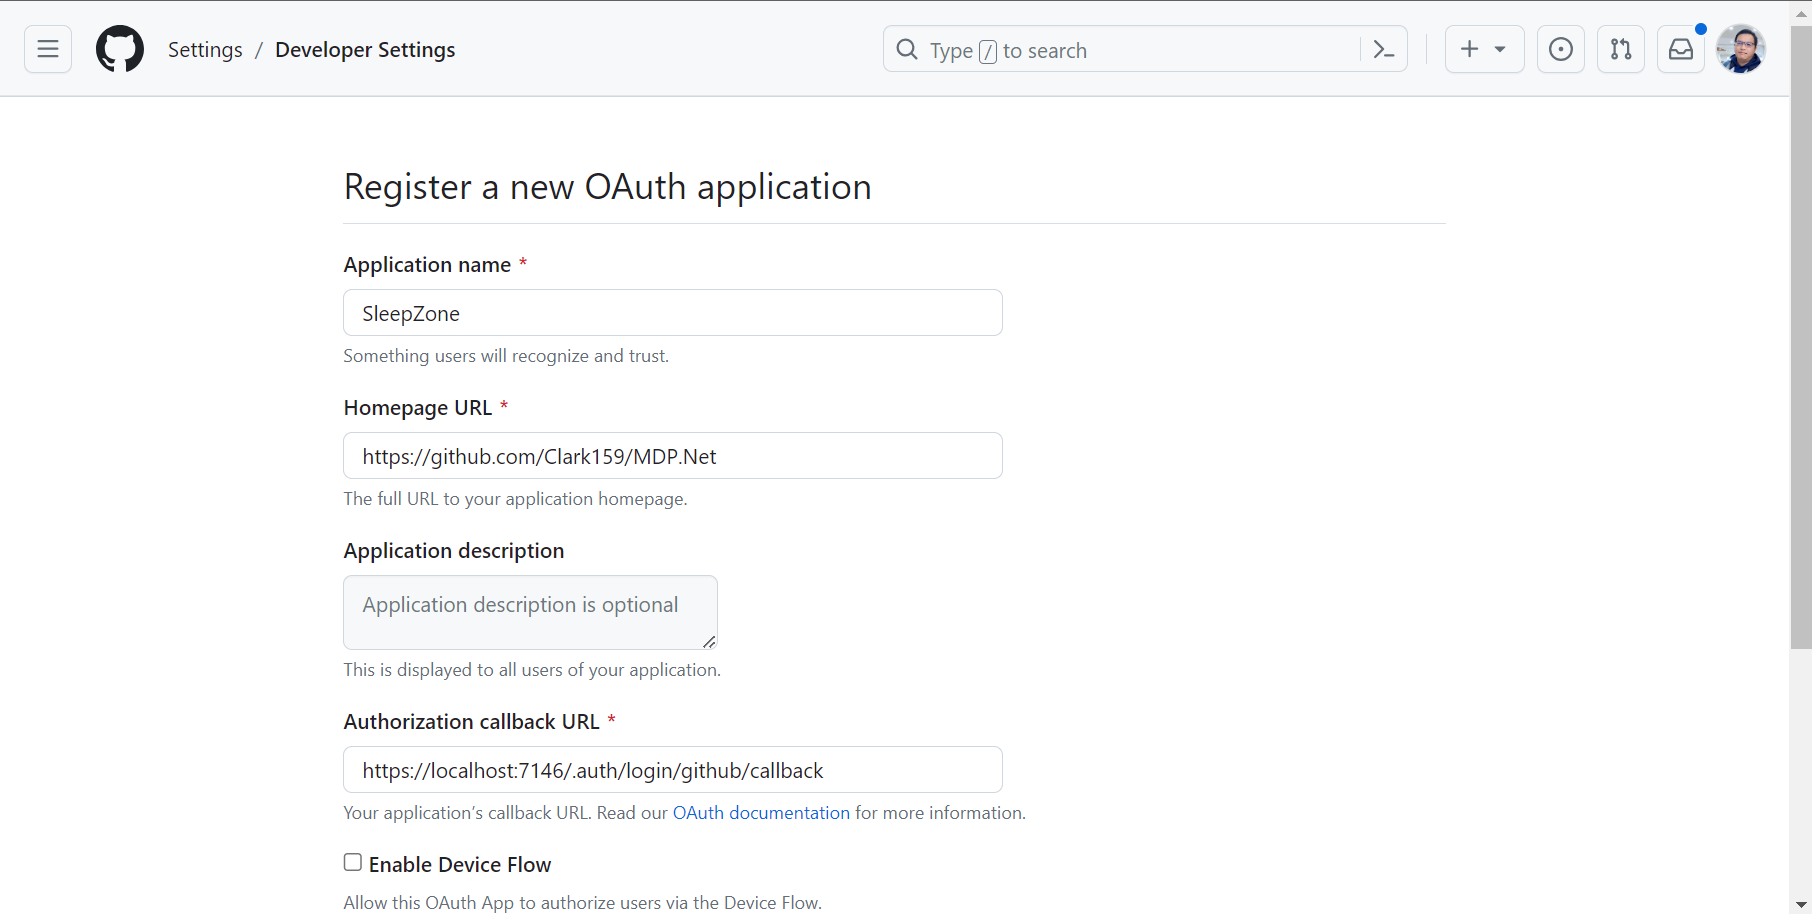 Settings / Developer Settings
Type / to search
Register a new OAuth application
Application name *
SleepZone
Something users will recognize and trust.
Homepage URL *
https://github.com/Clark159/MDP.Net
The full URL to your application homepage.
Application description
Application description is optional
This is displayed to all users of your application.
Authorization callback URL *
https://localhost:7146/.auth/login/github/callback
Your application’s callback URL. Read our OAuth documentation for more information.
Enable Device Flow
Allow this OAuth App to authorize users via the Device Flow.